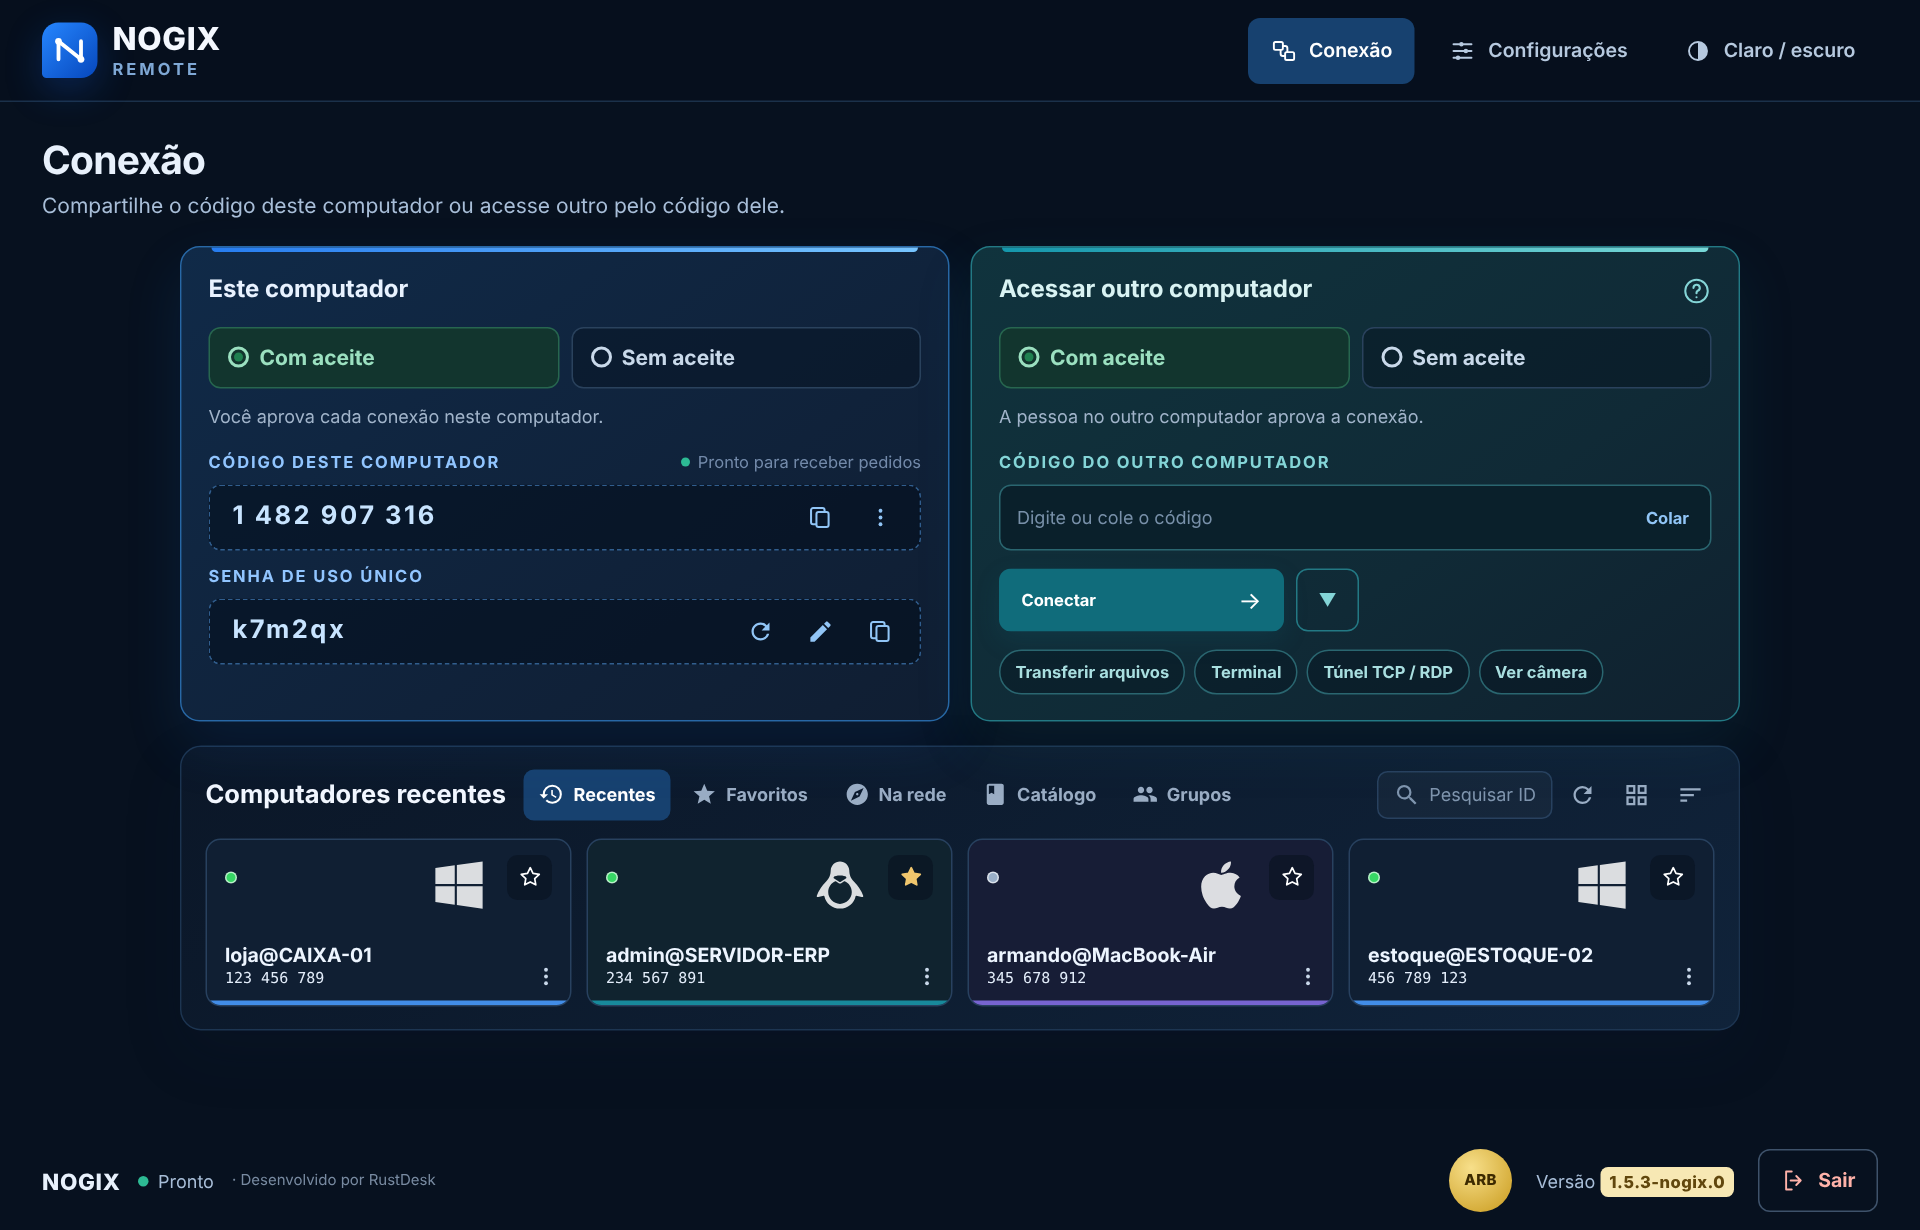 NOGIX
REMOTE
Conexão
Configurações
Claro / escuro
Conexão
Compartilhe o código deste computador ou acesse outro pelo código dele.
Este computador
Com aceite
Sem aceite
Você aprova cada conexão neste computador.
CÓDIGO DESTE COMPUTADOR
Pronto para receber pedidos
1 482 907 316
SENHA DE USO ÚNICO
k7m2qx
Acessar outro computador
Com aceite
Sem aceite
A pessoa no outro computador aprova a conexão.
CÓDIGO DO OUTRO COMPUTADOR
Digite ou cole o código
Colar
Conectar
Transferir arquivos
Terminal
Túnel TCP / RDP
Ver câmera
Computadores recentes
Recentes
Favoritos
Na rede
Catálogo
Grupos
Pesquisar ID
loja@CAIXA-01
123 456 789
admin@SERVIDOR-ERP
234 567 891
armando@MacBook-Air
345 678 912
estoque@ESTOQUE-02
456 789 123
NOGIX
Pronto
· Desenvolvido por RustDesk
ARB
Versão 1.5.3-nogix.0
Sair